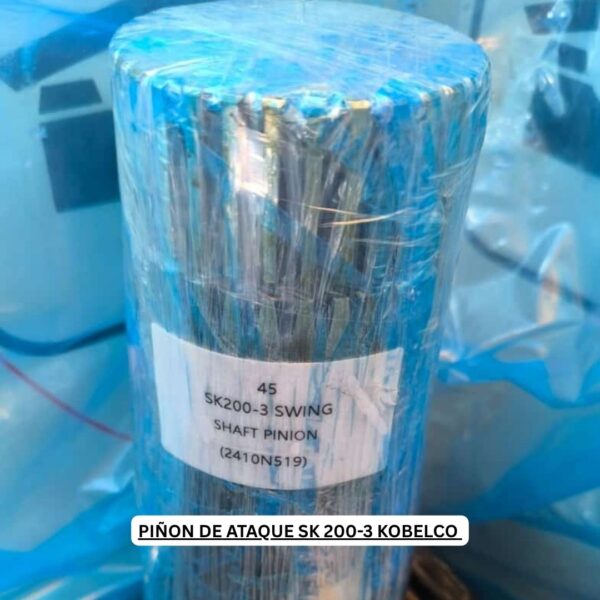 45
SK200-3 SWING
SHAFT PINION
(2410N519)
PIÑON DE ATAQUE SK 200-3 KOBELCO